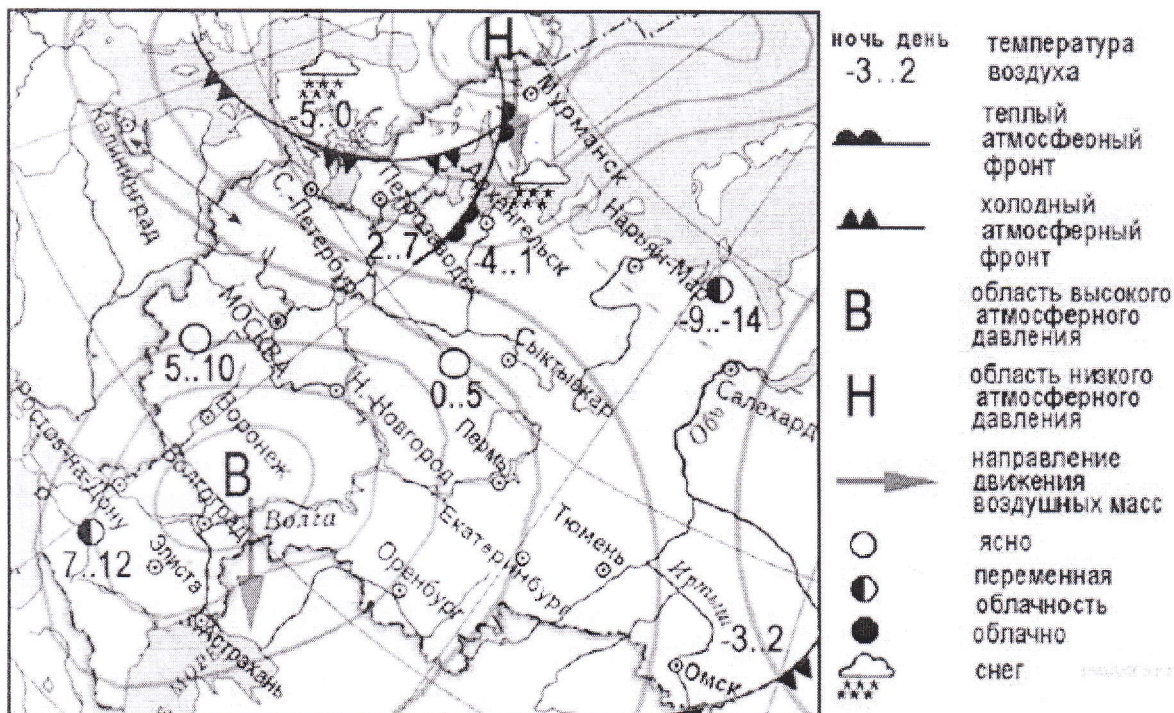 Н
-5..0
Мурманск
Калининград
С.-Петербург
Петрозаводск
Архангельск
Нарьян-Мар
2..7
-4..1
-9..-14
МОСКВА
5..10
Сыктывкар
0..5
Н.-Новгород
Салехард
Обь
Воронеж
Пермь
Ростов-на-Дону
Волгоград
В
Волга
Екатеринбург
Тюмень
7..12
Элиста
Оренбург
Иртыш
-3..2
Астрахань
МОРЕ
Омск
ночь день
-3..2
температура
воздуха
теплый
атмосферный
фронт
холодный
атмосферный
фронт
В
область высокого
атмосферного
давления
Н
область низкого
атмосферного
давления
направление
движения
воздушных масс
ясно
переменная
облачность
облачно
снег